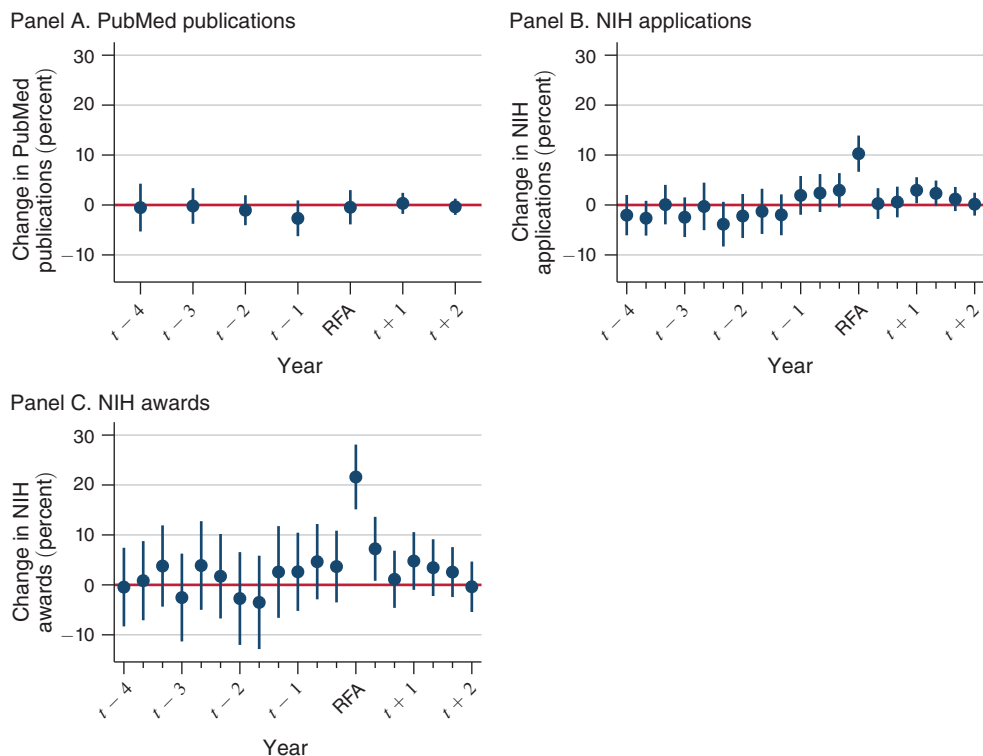 Panel A. PubMed publications
Change in PubMed
publications (percent)
30
20
10
0
−10
t − 4
t − 3
t − 2
t − 1
RFA
t + 1
t + 2
Year
Panel B. NIH applications
Change in NIH
applications (percent)
30
20
10
0
−10
t − 4
t − 3
t − 2
t − 1
RFA
t + 1
t + 2
Year
Panel C. NIH awards
Change in NIH
awards (percent)
30
20
10
0
−10
t − 4
t − 3
t − 2
t − 1
RFA
t + 1
t + 2
Year